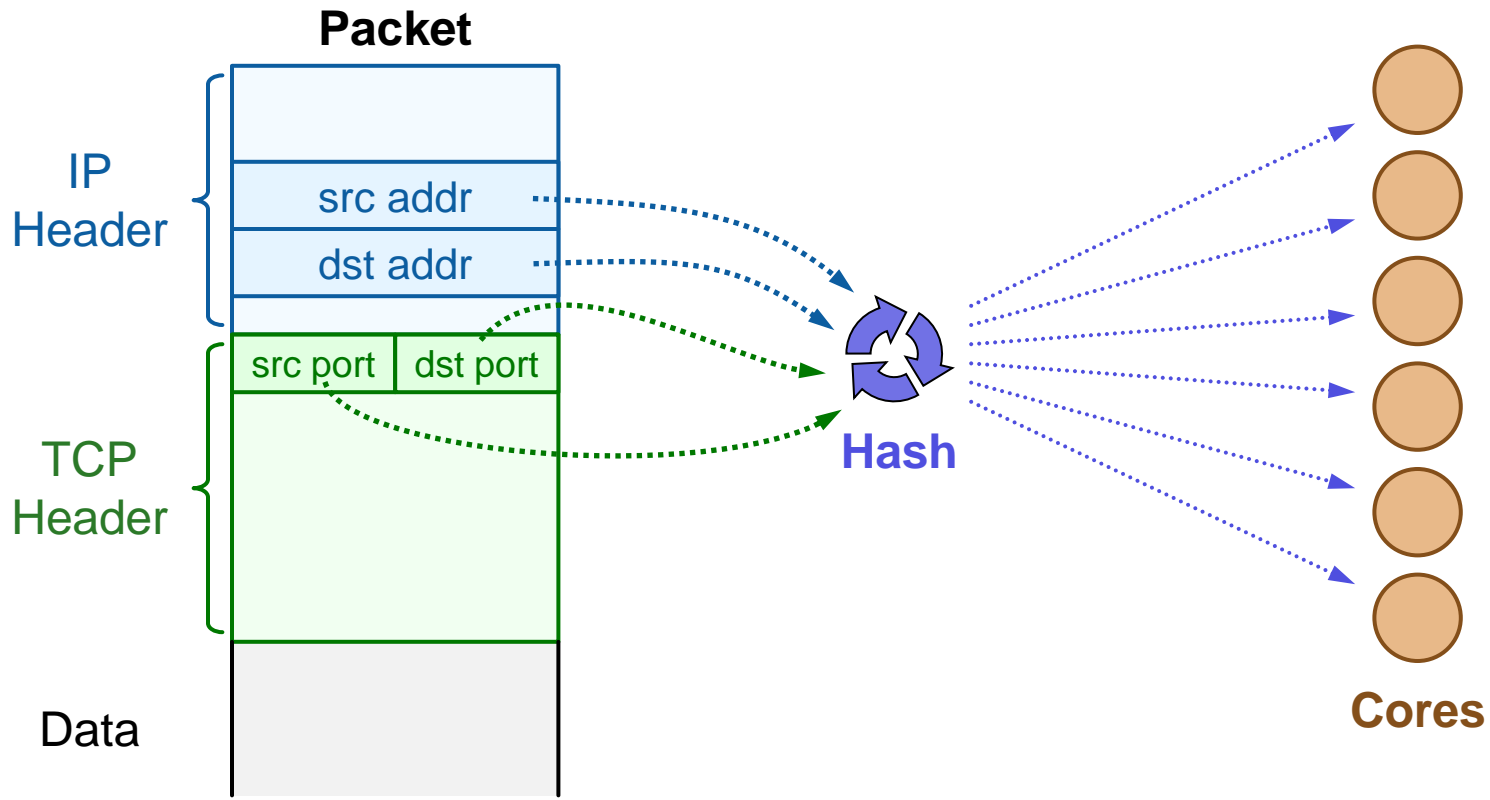 Packet
IP
Header
src addr
dst addr
src port
dst port
TCP
Header
Hash
Data
Cores